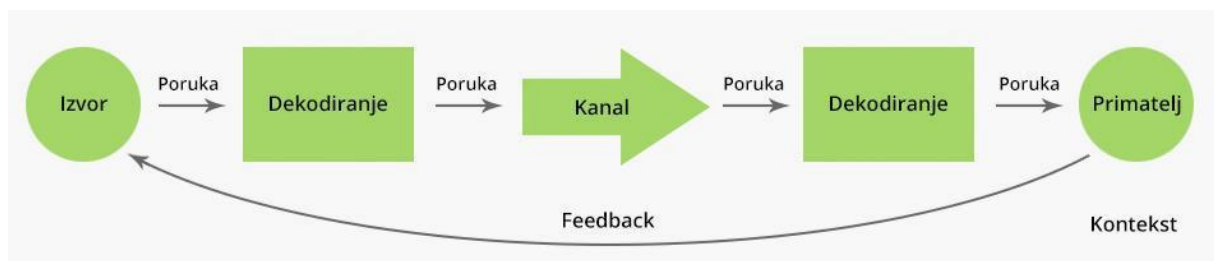 Izvor
Poruka
Dekodiranje
Poruka
Kanal
Poruka
Dekodiranje
Poruka
Primatelj
Feedback
Kontekst